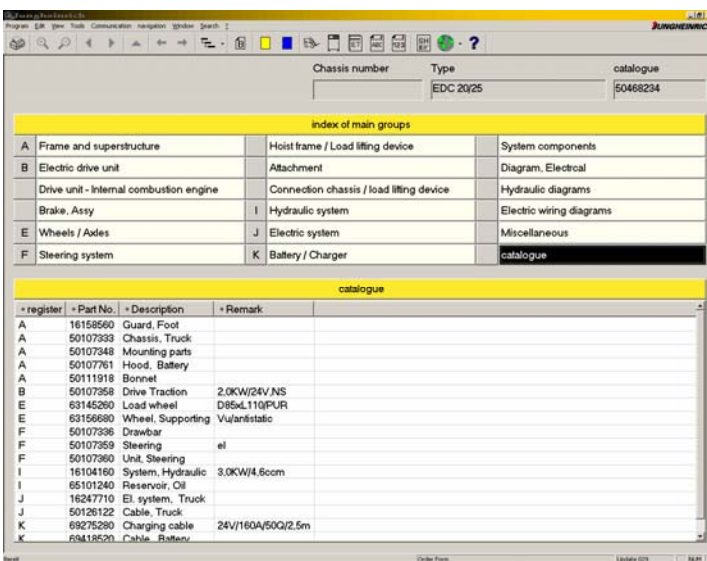 Jungheinrich
Program Edit View Tools Communication navigation Window Search ?
JUNGHEINRIC
Chassis number Type catalogue
EDC 20/25 50468234
index of main groups
A Frame and superstructure Hoist frame / Load lifting device System components
B Electric drive unit Attachment Diagram, Electrcal
Drive unit - Internal combustion engine Connection chassis / load lifting device Hydraulic diagrams
Brake, Assy I Hydraulic system Electric wiring diagrams
E Wheels / Axles J Electric system Miscellaneous
F Steering system K Battery / Charger catalogue
catalogue
register Part No. Description Remark
A 16158560 Guard, Foot
A 50107333 Chassis, Truck
A 50107348 Mounting parts
A 50107761 Hood, Battery
A 50111918 Bonnet
B 50107358 Drive Traction 2,0KW/24V,NS
E 63145260 Load wheel D85xL110/PUR
E 63156680 Wheel, Supporting Vu/antistatic
F 50107336 Drawbar
F 50107359 Steering el
F 50107360 Unit, Steering
I 16104160 System, Hydraulic 3,0KW/4,6ccm
I 65101240 Reservoir, Oil
J 16247710 El. system, Truck
J 50126122 Cable, Truck
K 69275280 Charging cable 24V/160A/50Q/2,5m
K 69418520 Cable Battery
Order Form Update 029 NUM